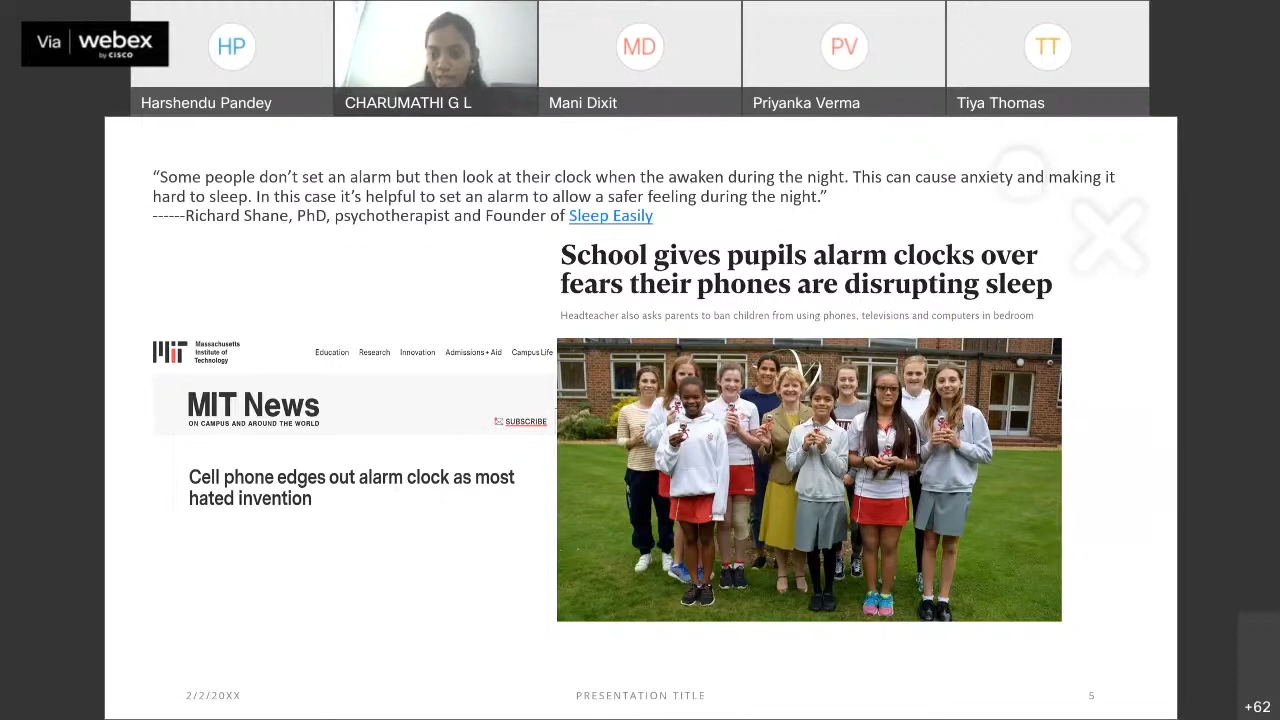 Via webex
by CISCO
HP
MD
PV
TT
Harshendu Pandey
CHARUMATHI G L
Mani Dixit
Priyanka Verma
Tiya Thomas
“Some people don’t set an alarm but then look at their clock when the awaken during the night. This can cause anxiety and making it
hard to sleep. In this case it’s helpful to set an alarm to allow a safer feeling during the night.”
------Richard Shane, PhD, psychotherapist and Founder of Sleep Easily
School gives pupils alarm clocks over
fears their phones are disrupting sleep
Headteacher also asks parents to ban children from using phones, televisions and computers in bedroom
Massachusetts
Institute of
Technology
Education Research Innovation Admissions + Aid Campus Life
MIT News
ON CAMPUS AND AROUND THE WORLD
SUBSCRIBE
Cell phone edges out alarm clock as most
hated invention
2/2/20XX
PRESENTATION TITLE
5
+62